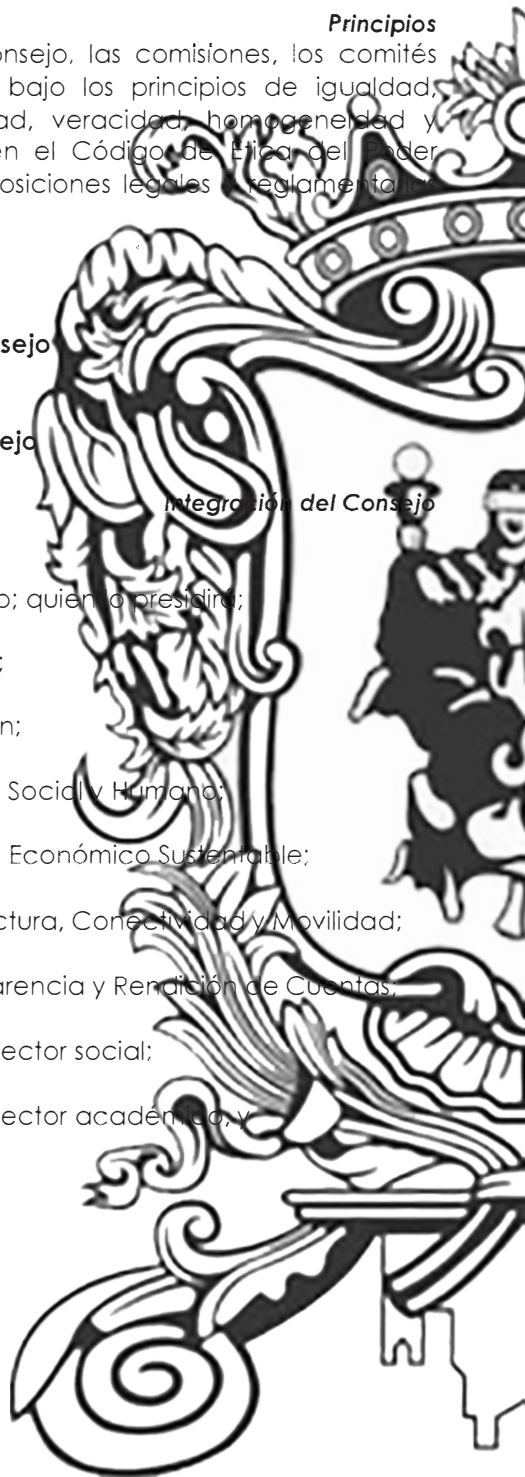 Principios
onsejo, las comisiones, los comités
bajo los principios de igualdad,
ad, veracidad, homogeneidad y
en el Código de Ética del Poder
osiciones legales y reglamentarias
sejo
ejo
Integración del Consejo
o; quien lo presidirá;
;
n;
Social y Humano;
Económico Sustentable;
ctura, Conectividad y Movilidad;
arencia y Rendición de Cuentas;
ector social;
ector académico, y